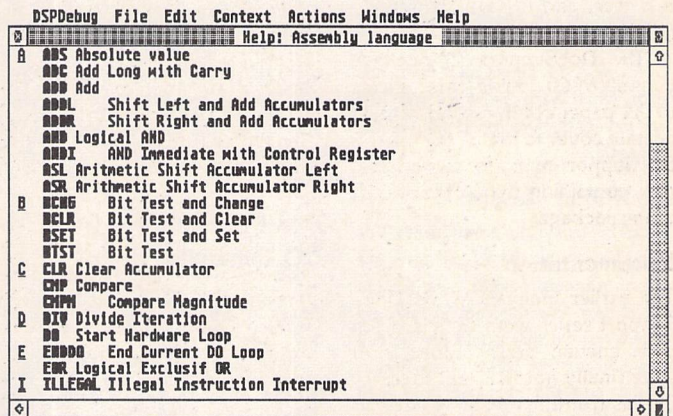 DSPDebug File Edit Context Actions Windows Help
Help: Assembly language
A ABS Absolute value
ADC Add Long with Carry
ADD Add
ADDL Shift Left and Add Accumulators
ADDR Shift Right and Add Accumulators
AND Logical AND
ANDI AND Immediate with Control Register
ASL Aritmetic Shift Accumulator Left
ASR Arithmetic Shift Accumulator Right
B BCHG Bit Test and Change
BCLR Bit Test and Clear
BSET Bit Test and Set
BTST Bit Test
C CLR Clear Accumulator
CMP Compare
CMPM Compare Magnitude
D DIV Divide Iteration
DO Start Hardware Loop
E ENDDO End Current DO Loop
EOR Logical Exclusif OR
I ILLEGAL Illegal Instruction Interrupt